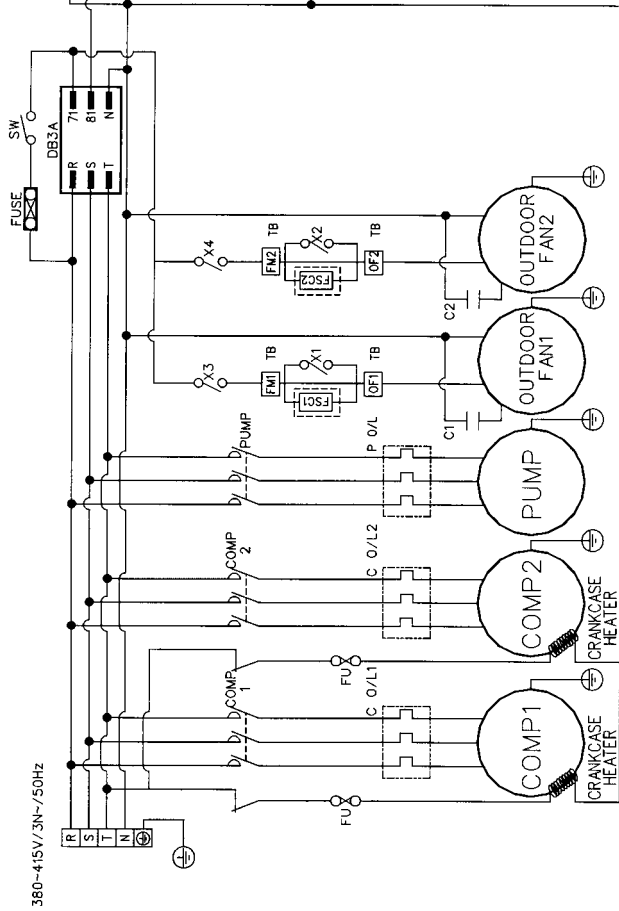 380~415V/3N~/50Hz
R
S
T
N
FUSE
SW
DB3A
R
S
T
71
81
N
COMP
1
COMP
2
PUMP
X3
X4
FM1
TB
FM2
TB
FSC1
X1
FSC2
X2
OF1
TB
OF2
TB
FU
C O/L1
FU
C O/L2
P O/L
C1
C2
COMP1
COMP2
PUMP
OUTDOOR
FAN1
OUTDOOR
FAN2
CRANKCASE
HEATER
CRANKCASE
HEATER